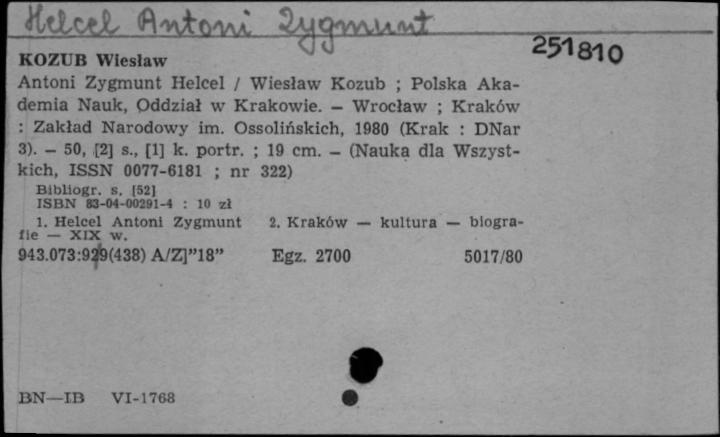 Helcel Antoni Zygmunt
251810
KOZUB Wiesław
Antoni Zygmunt Helcel / Wiesław Kozub ; Polska Aka-
demia Nauk, Oddział w Krakowie. — Wrocław ; Kraków
: Zakład Narodowy im. Ossolińskich, 1980 (Krak : DNar
3). — 50, [2] s., [1] k. portr. ; 19 cm. — (Nauka dla Wszyst-
kich, ISSN 0077-6181 ; nr 322)
Bibliogr. s. [52]
ISBN 83-04-00291-4 : 10 zł
1. Helcel Antoni Zygmunt 2. Kraków — kultura — biogra-
fie — XIX w.
943.073:929(438) A/Z]"18" Egz. 2700 5017/80
BN—IB VI-1768